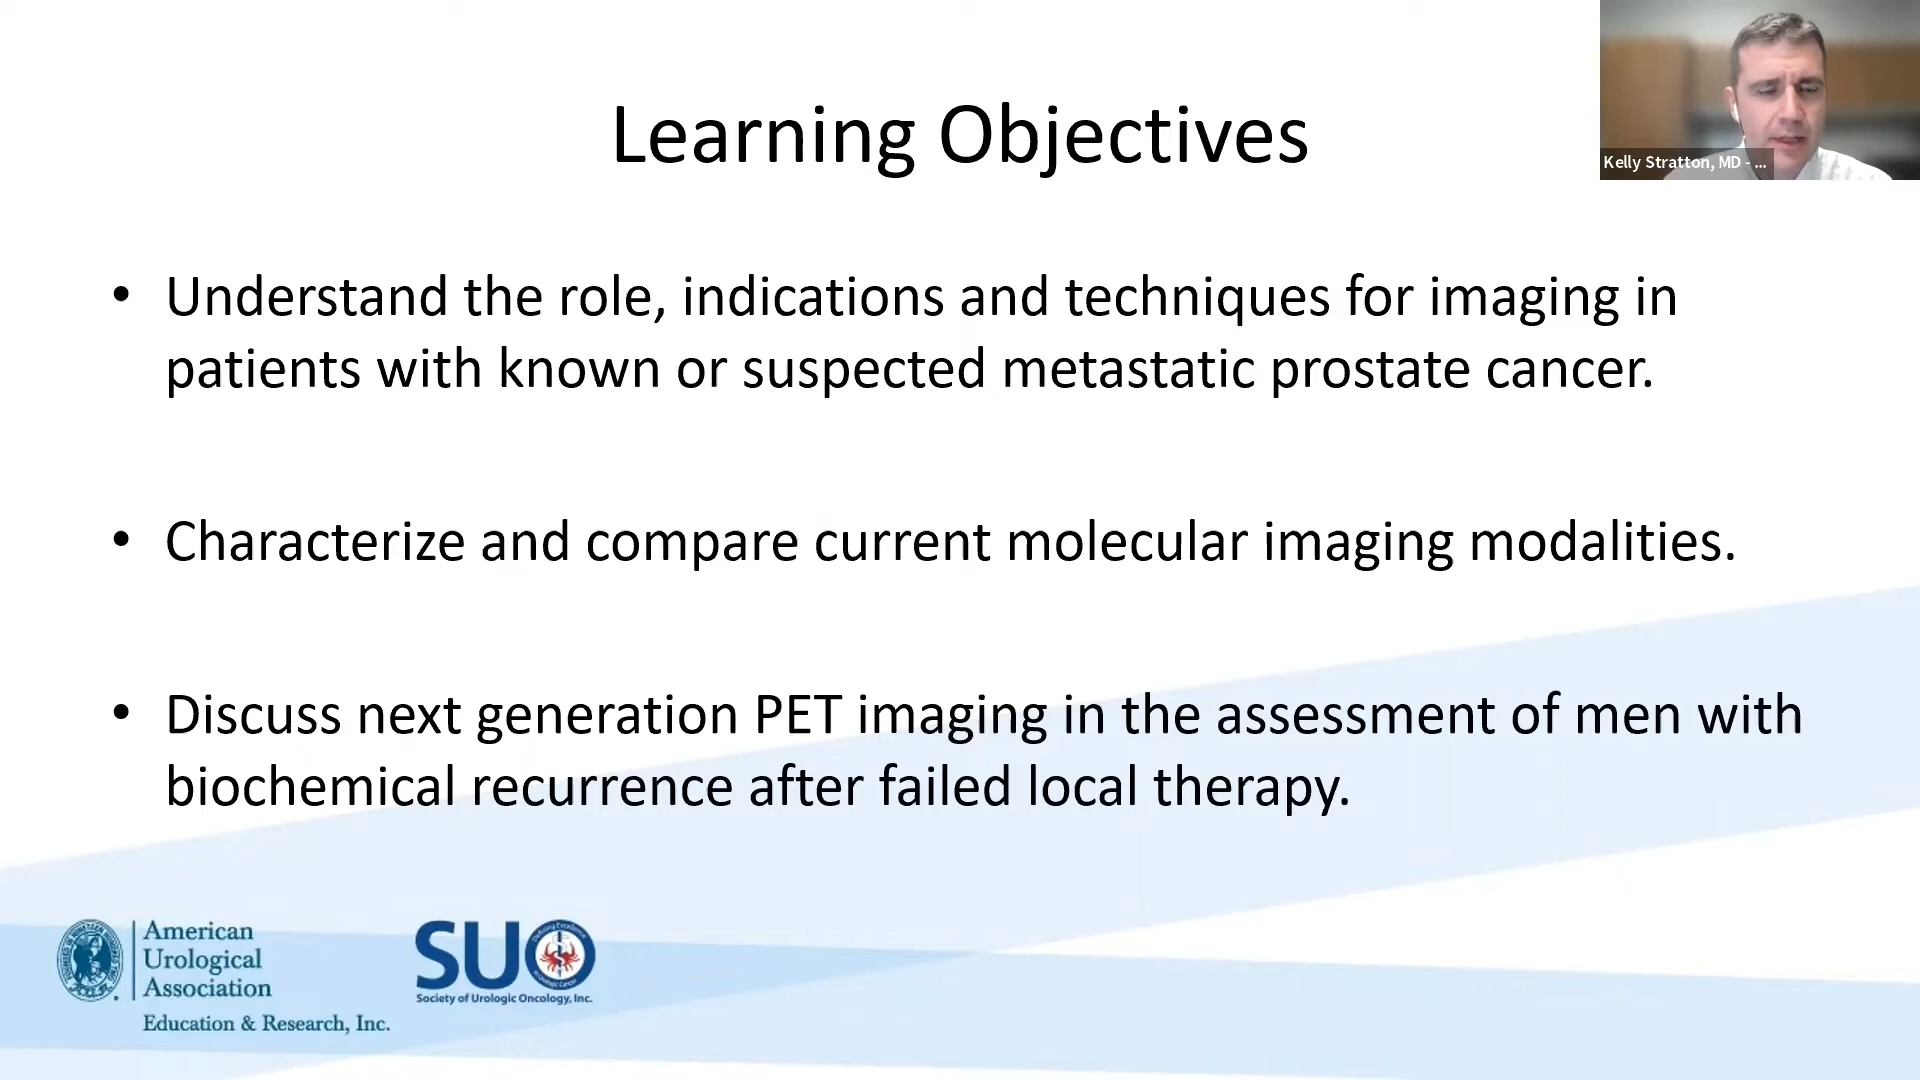 Learning Objectives
Kelly Stratton, MD - ...
• Understand the role, indications and techniques for imaging in
patients with known or suspected metastatic prostate cancer.
• Characterize and compare current molecular imaging modalities.
• Discuss next generation PET imaging in the assessment of men with
biochemical recurrence after failed local therapy.
American
Urological
Association
Education & Research, Inc.
SUO
Society of Urologic Oncology, Inc.